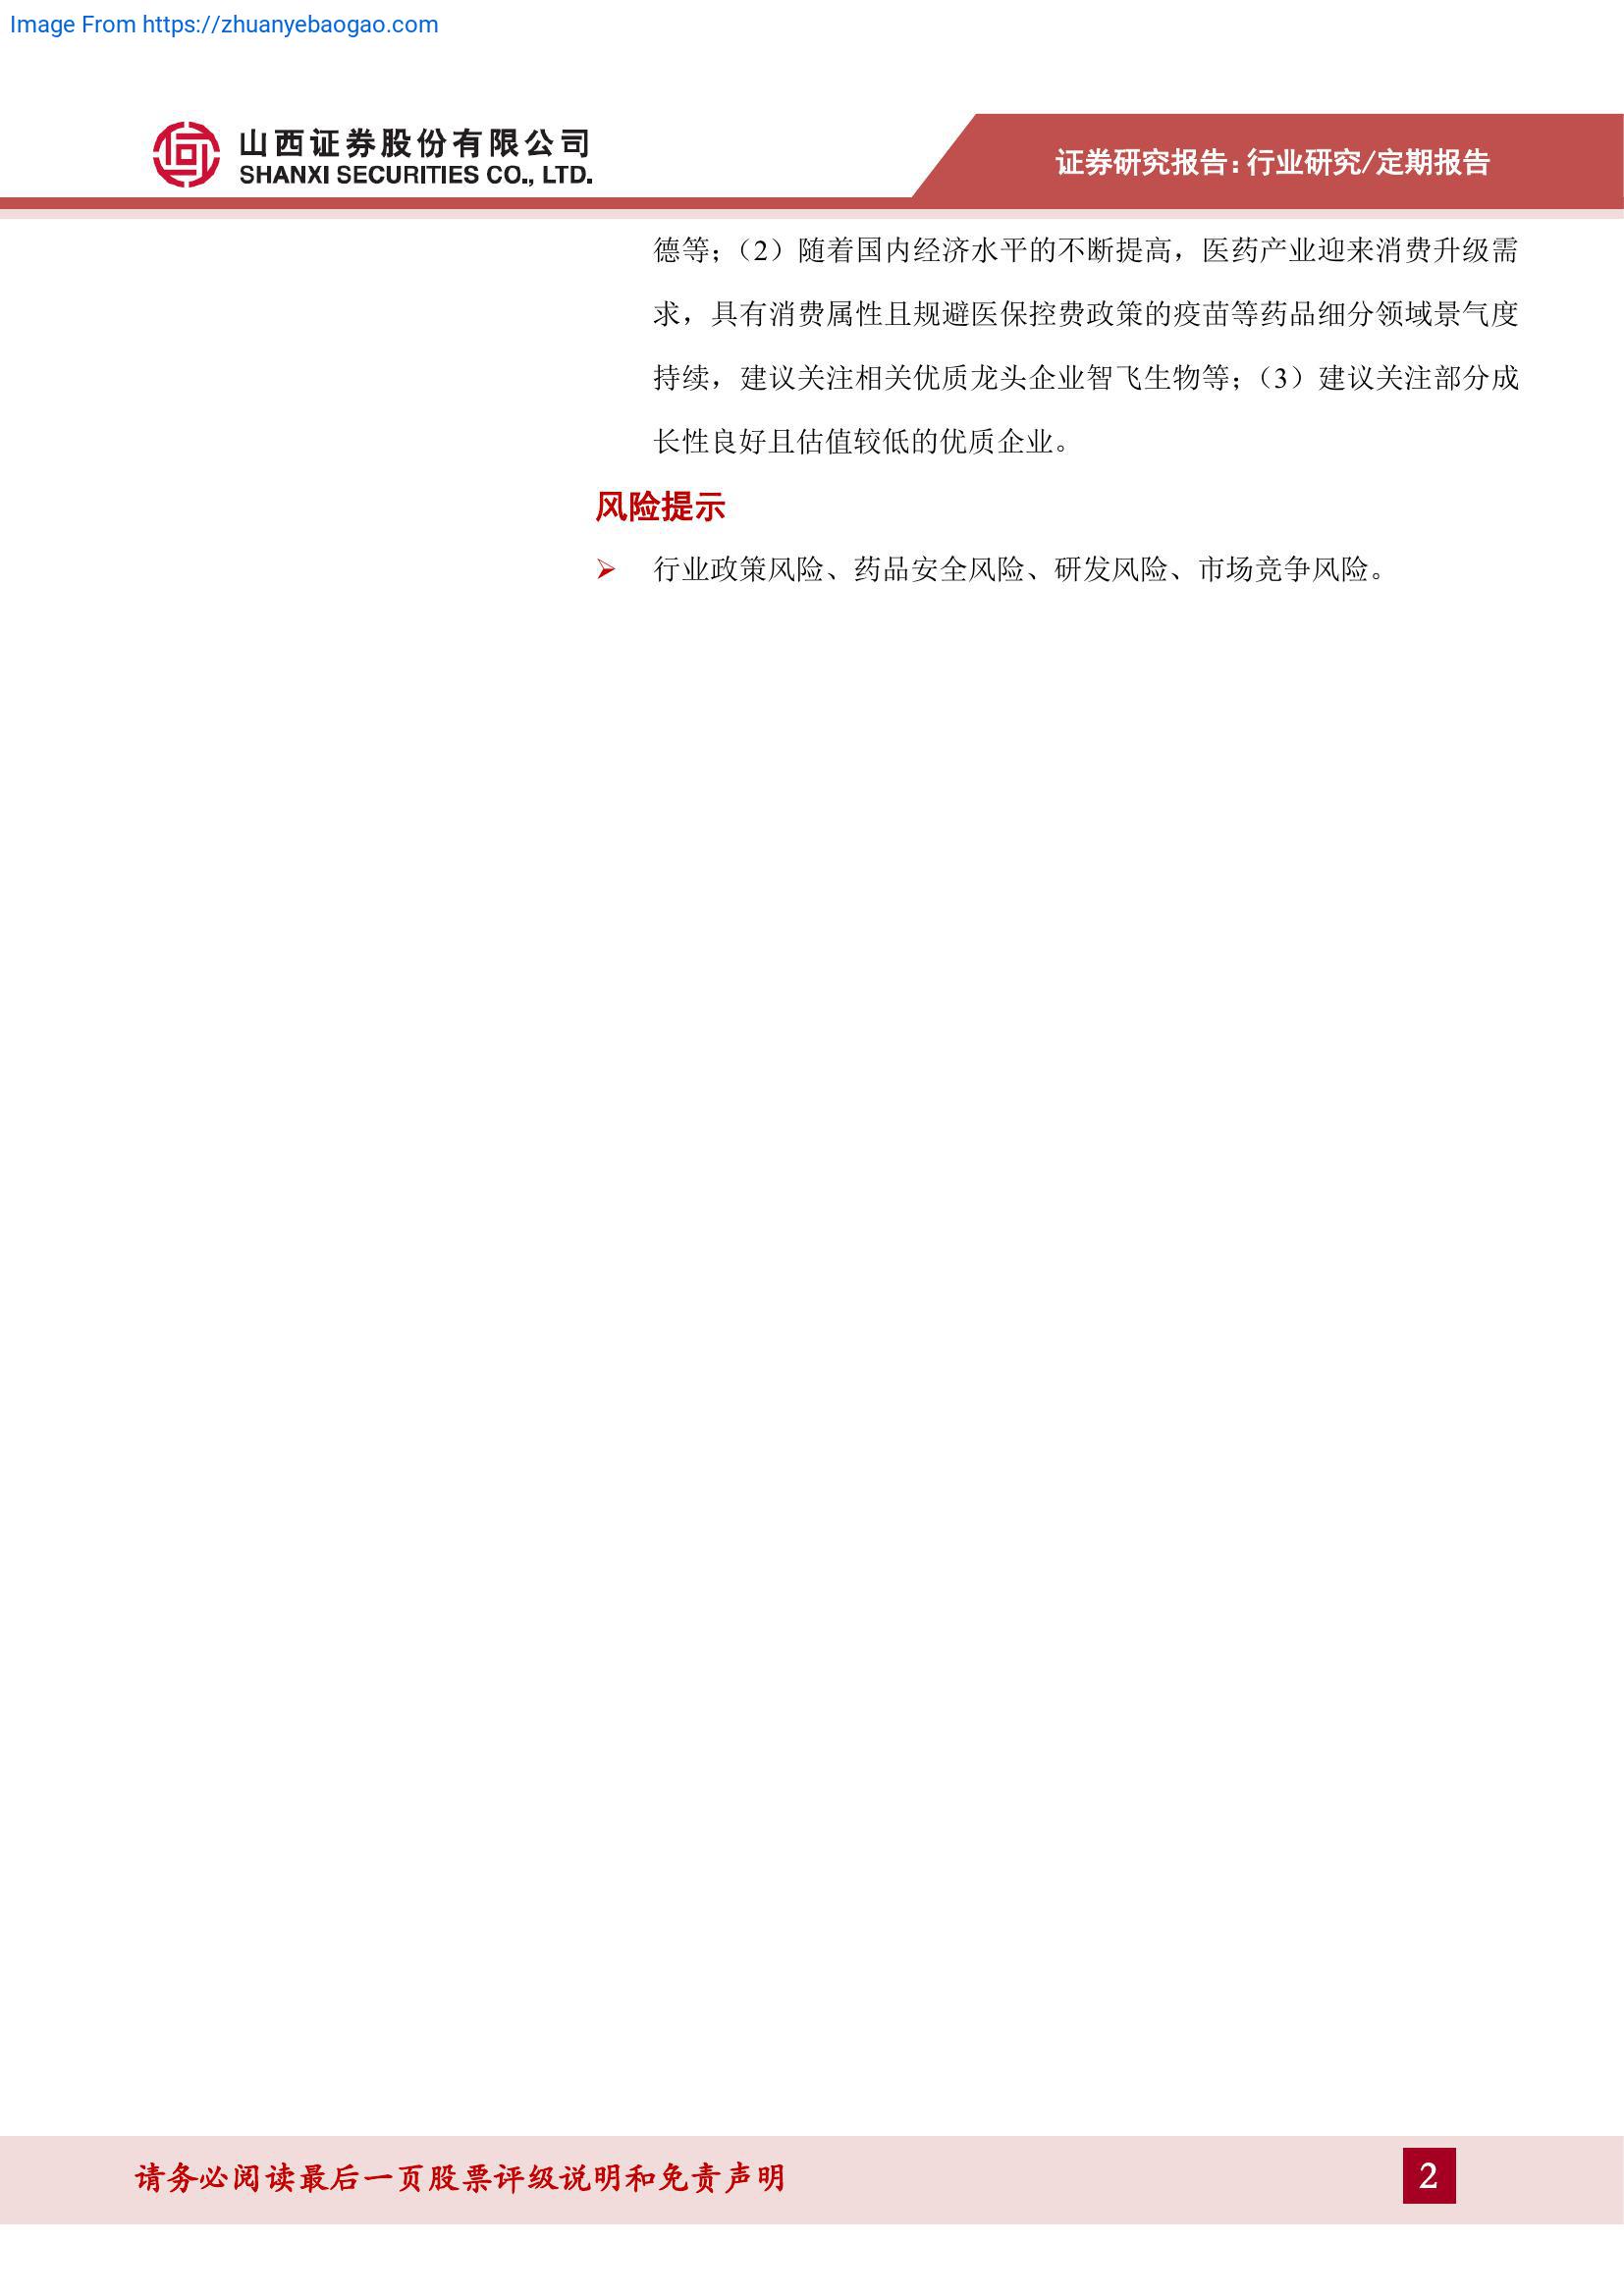 Image From https://zhuanyebaogao.com
山西证券股份有限公司
SHANXI SECURITIES CO., LTD.
证券研究报告:行业研究/定期报告
德等;(2)随着国内经济水平的不断提高，医药产业迎来消费升级需
求，具有消费属性且规避医保控费政策的疫苗等药品细分领域景气度
持续，建议关注相关优质龙头企业智飞生物等;(3)建议关注部分成
长性良好且估值较低的优质企业。
风险提示
➢ 行业政策风险、药品安全风险、研发风险、市场竞争风险。
请务必阅读最后一页股票评级说明和免责声明
2